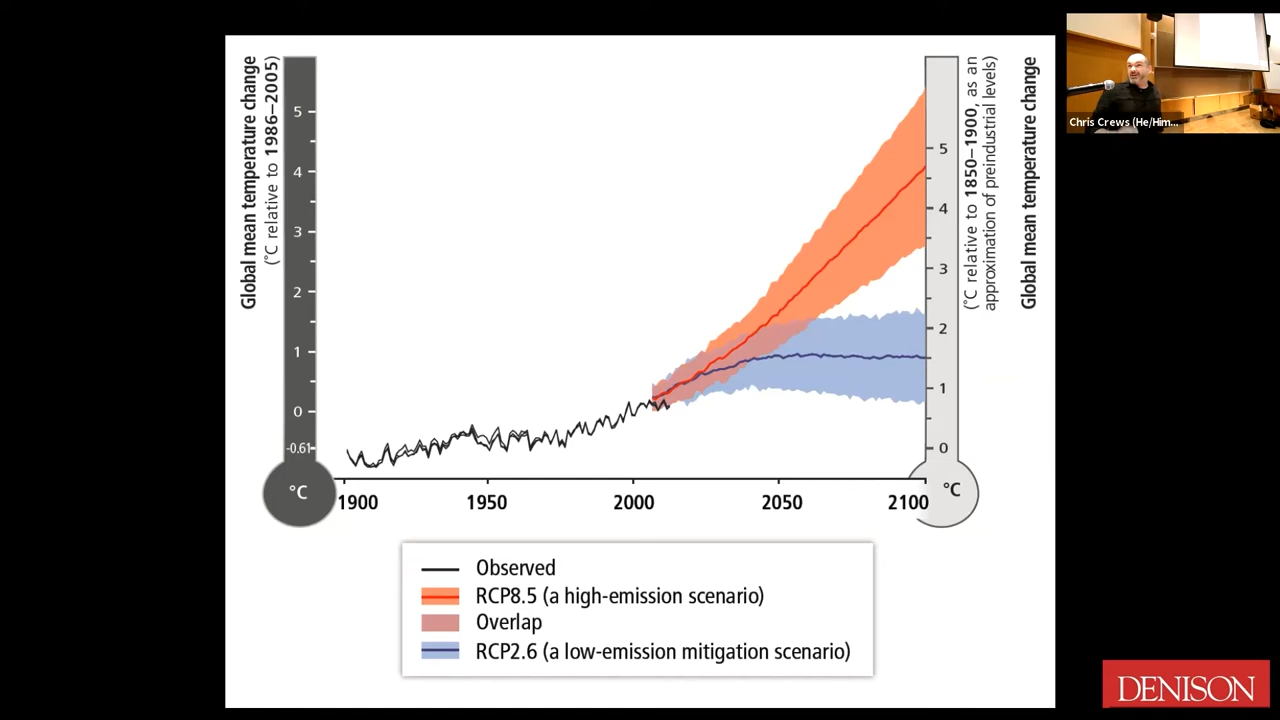 Global mean temperature change
(°C relative to 1986–2005)
5
4
3
2
1
0
-0.61
°C
1900
1950
2000
2050
2100
°C
5
4
3
2
1
0
(°C relative to 1850–1900, as an
approximation of preindustrial levels)
Global mean temperature change
Observed
RCP8.5 (a high-emission scenario)
Overlap
RCP2.6 (a low-emission mitigation scenario)
Chris Crews (He/Him...
DENISON